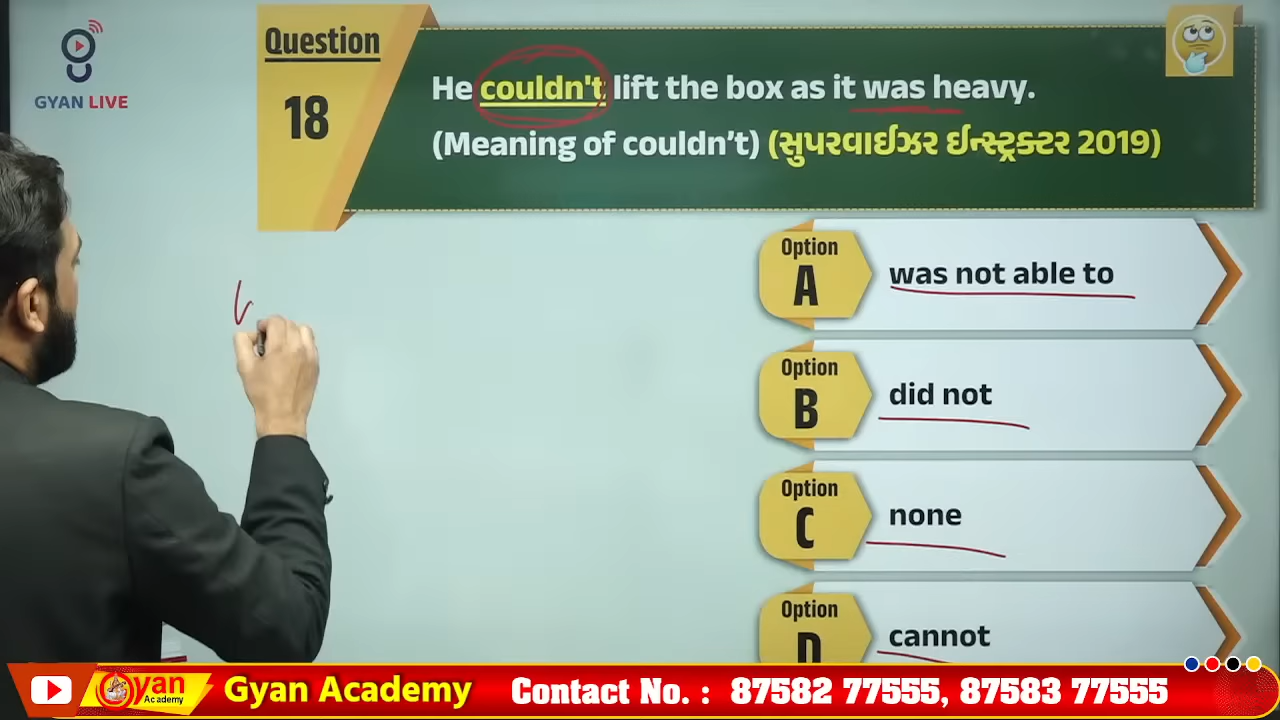 GYAN LIVE
Question
18
He couldn't lift the box as it was heavy.
(Meaning of couldn't) (સુપરવાઈઝર ઈન્સ્ટ્રક્ટર 2019)
Option
A
was not able to
Option
B
did not
Option
C
none
Option
D
cannot
Gyan
Academy
Gyan Academy
Contact No. : 87582 77555, 87583 77555